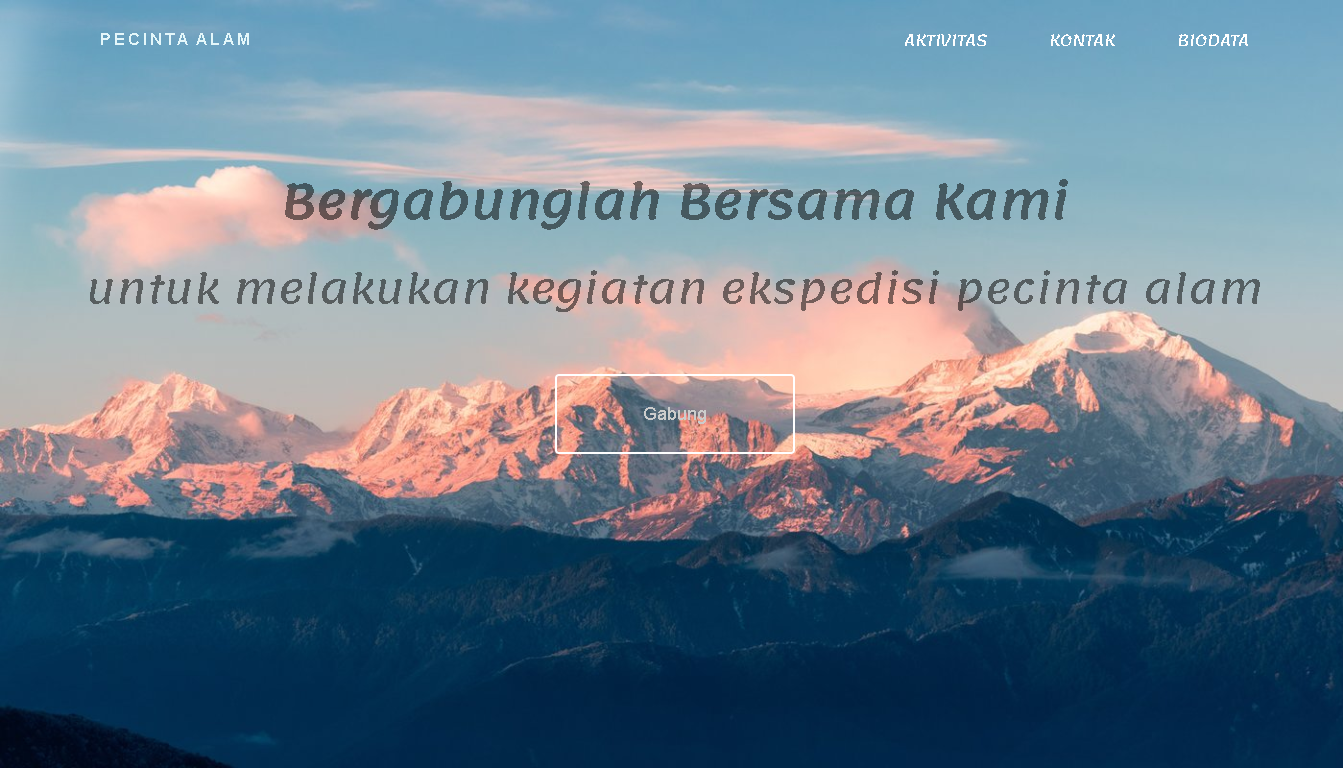 PECINTA ALAM
AKTIVITAS KONTAK BIODATA
Bergabunglah Bersama Kami
untuk melakukan kegiatan ekspedisi pecinta alam
Gabung